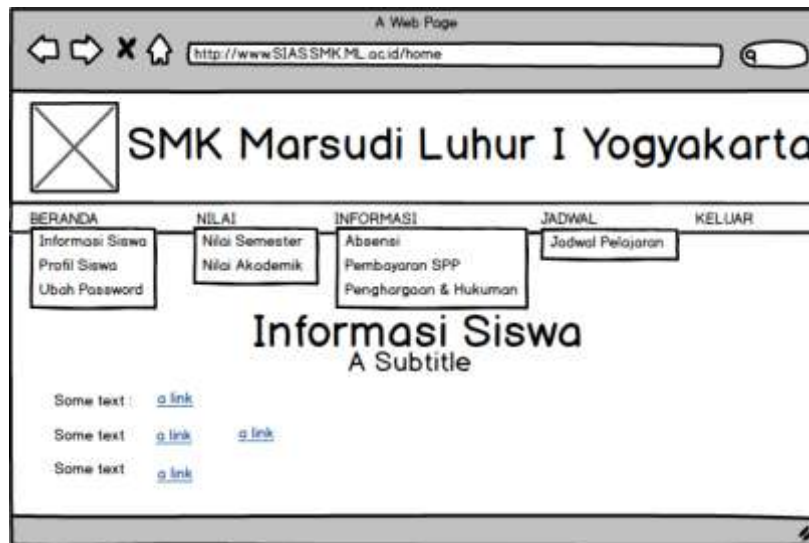 A Web Page
http://www.SIASSMK.ML.ac.id/home
SMK Marsudi Luhur I Yogyakarta
BERANDA NILAI INFORMASI JADWAL KELUAR
Informasi Siswa Nilai Semester Absensi Jadwal Pelajaran
Profil Siswa Nilai Akademik Pembayaran SPP
Ubah Password Penghargaan & Hukuman
Informasi Siswa
A Subtitle
Some text : a link
Some text a link a link
Some text a link